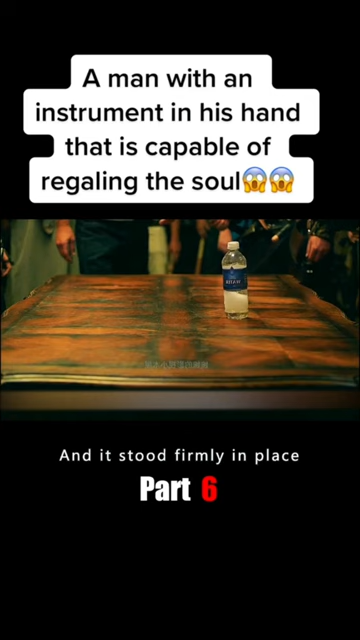 A man with an
instrument in his hand
that is capable of
regaling the soul😱😱
And it stood firmly in place
Part 6